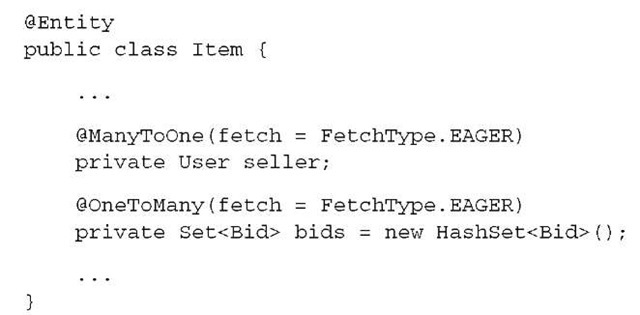 @Entity
public class Item {
...
@ManyToOne(fetch = FetchType.EAGER)
private User seller;
@OneToMany(fetch = FetchType.EAGER)
private Set<Bid> bids = new HashSet<Bid>();
...
}